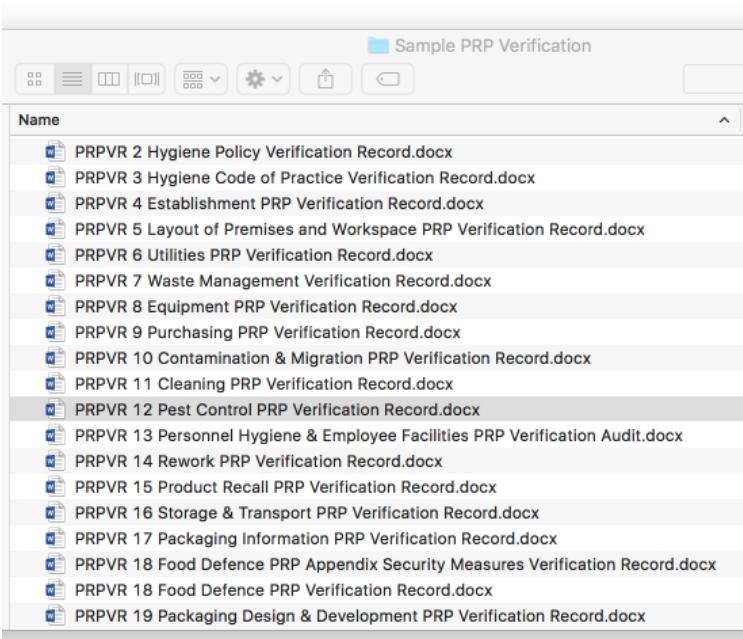 Sample PRP Verification
Name
PRPVR 2 Hygiene Policy Verification Record.docx
PRPVR 3 Hygiene Code of Practice Verification Record.docx
PRPVR 4 Establishment PRP Verification Record.docx
PRPVR 5 Layout of Premises and Workspace PRP Verification Record.docx
PRPVR 6 Utilities PRP Verification Record.docx
PRPVR 7 Waste Management Verification Record.docx
PRPVR 8 Equipment PRP Verification Record.docx
PRPVR 9 Purchasing PRP Verification Record.docx
PRPVR 10 Contamination & Migration PRP Verification Record.docx
PRPVR 11 Cleaning PRP Verification Record.docx
PRPVR 12 Pest Control PRP Verification Record.docx
PRPVR 13 Personnel Hygiene & Employee Facilities PRP Verification Audit.docx
PRPVR 14 Rework PRP Verification Record.docx
PRPVR 15 Product Recall PRP Verification Record.docx
PRPVR 16 Storage & Transport PRP Verification Record.docx
PRPVR 17 Packaging Information PRP Verification Record.docx
PRPVR 18 Food Defence PRP Appendix Security Measures Verification Record.docx
PRPVR 18 Food Defence PRP Verification Record.docx
PRPVR 19 Packaging Design & Development PRP Verification Record.docx